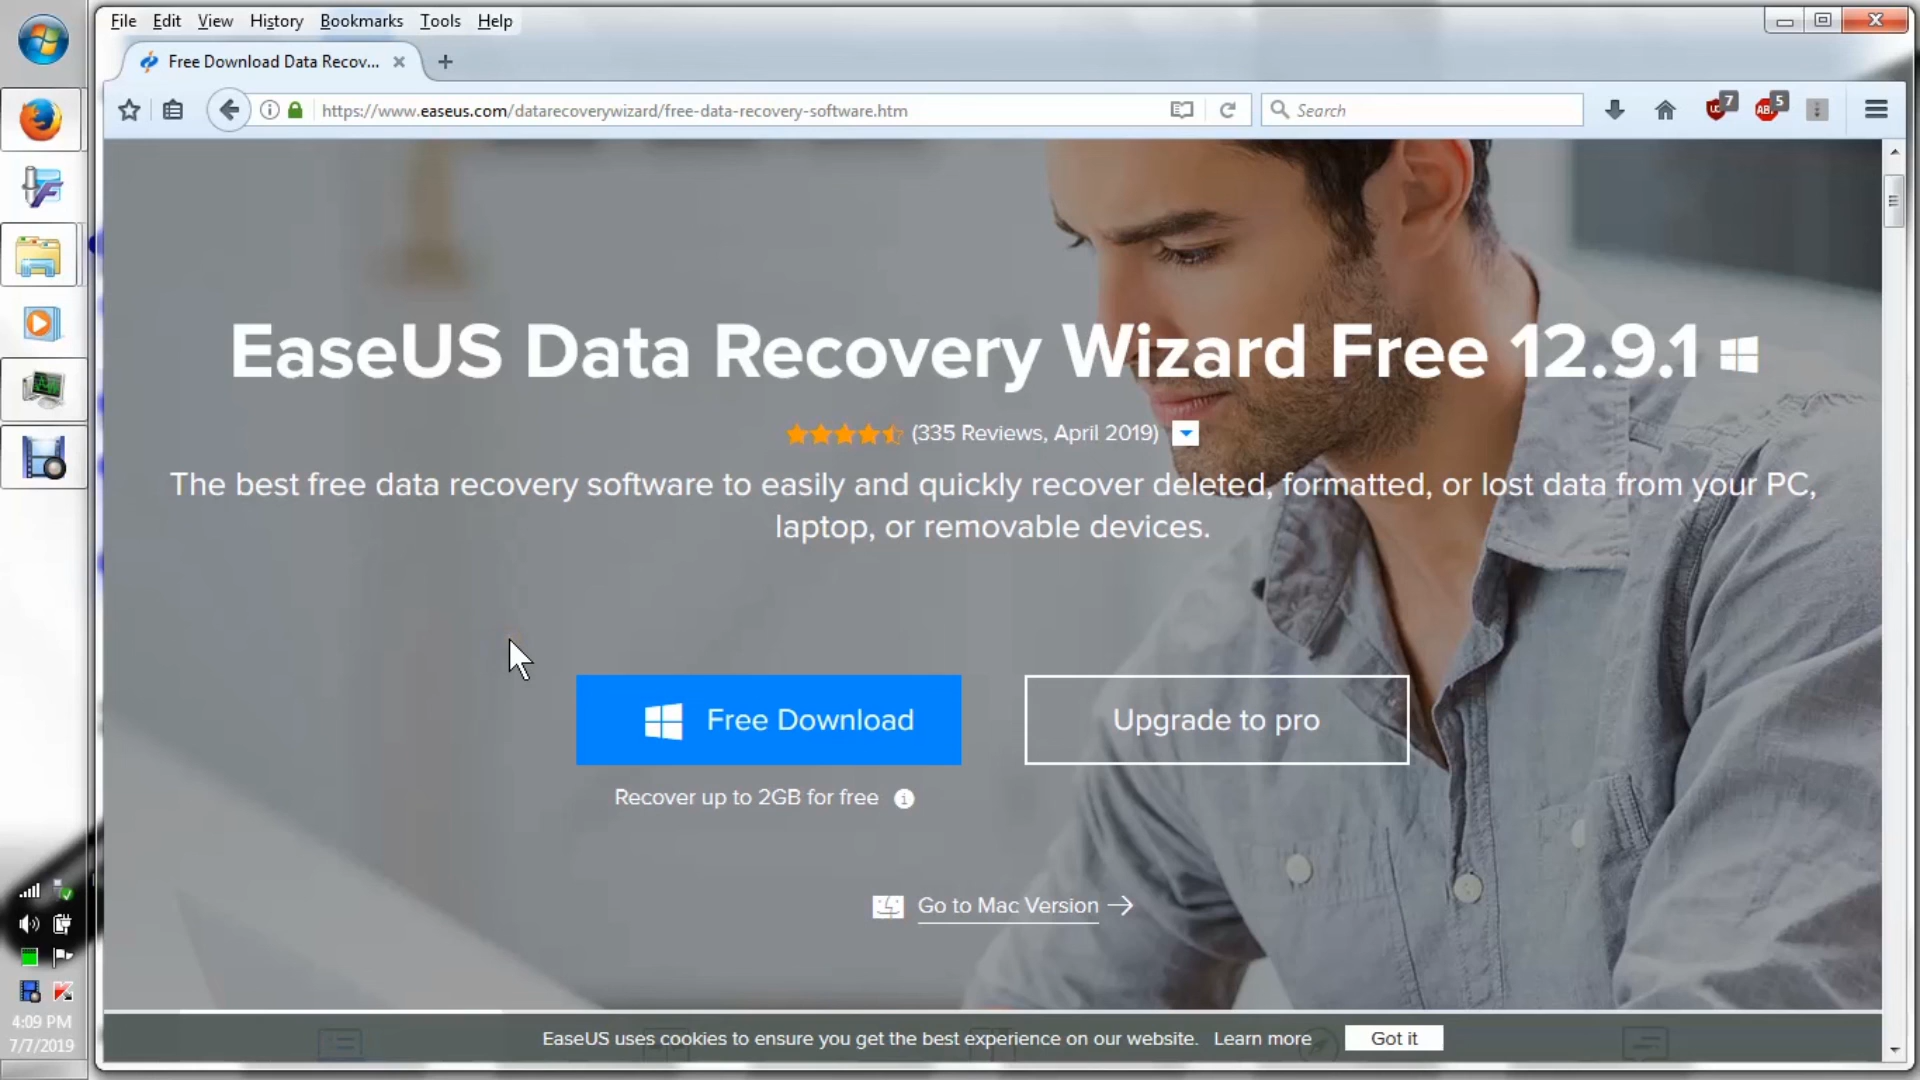 File Edit View History Bookmarks Tools Help
Free Download Data Recov...
https://www.easeus.com/datarecoverywizard/free-data-recovery-software.htm
Search
7
5
EaseUS Data Recovery Wizard Free 12.9.1
(335 Reviews, April 2019)
The best free data recovery software to easily and quickly recover deleted, formatted, or lost data from your PC,
laptop, or removable devices.
Free Download
Upgrade to pro
Recover up to 2GB for free
Go to Mac Version
EaseUS uses cookies to ensure you get the best experience on our website. Learn more
Got it
4:09 PM
7/7/2019